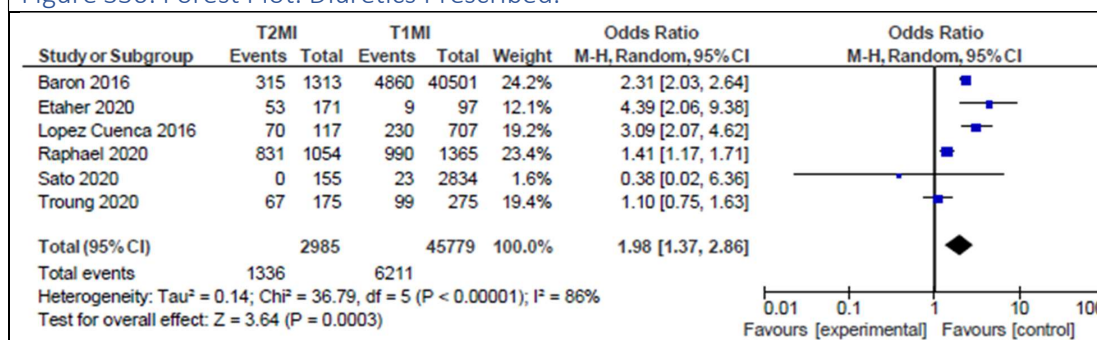 Figure S36. Forest Plot: Diuretics Prescribed.
T2MI T1MI Odds Ratio Odds Ratio
Study or Subgroup Events Total Events Total Weight M-H, Random, 95% CI M-H, Random, 95% CI
Baron 2016 315 1313 4860 40501 24.2% 2.31 [2.03, 2.64]
Etaher 2020 53 171 9 97 12.1% 4.39 [2.06, 9.38]
Lopez Cuenca 2016 70 117 230 707 19.2% 3.09 [2.07, 4.62]
Raphael 2020 831 1054 990 1365 23.4% 1.41 [1.17, 1.71]
Sato 2020 0 155 23 2834 1.6% 0.38 [0.02, 6.36]
Troung 2020 67 175 99 275 19.4% 1.10 [0.75, 1.63]
Total (95% CI) 2985 45779 100.0% 1.98 [1.37, 2.86]
Total events 1336 6211
Heterogeneity: Tau² = 0.14; Chi² = 36.79, df = 5 (P < 0.00001); I² = 86%
Test for overall effect: Z = 3.64 (P = 0.0003)
0.01 0.1 1 10 100
Favours [experimental] Favours [control]